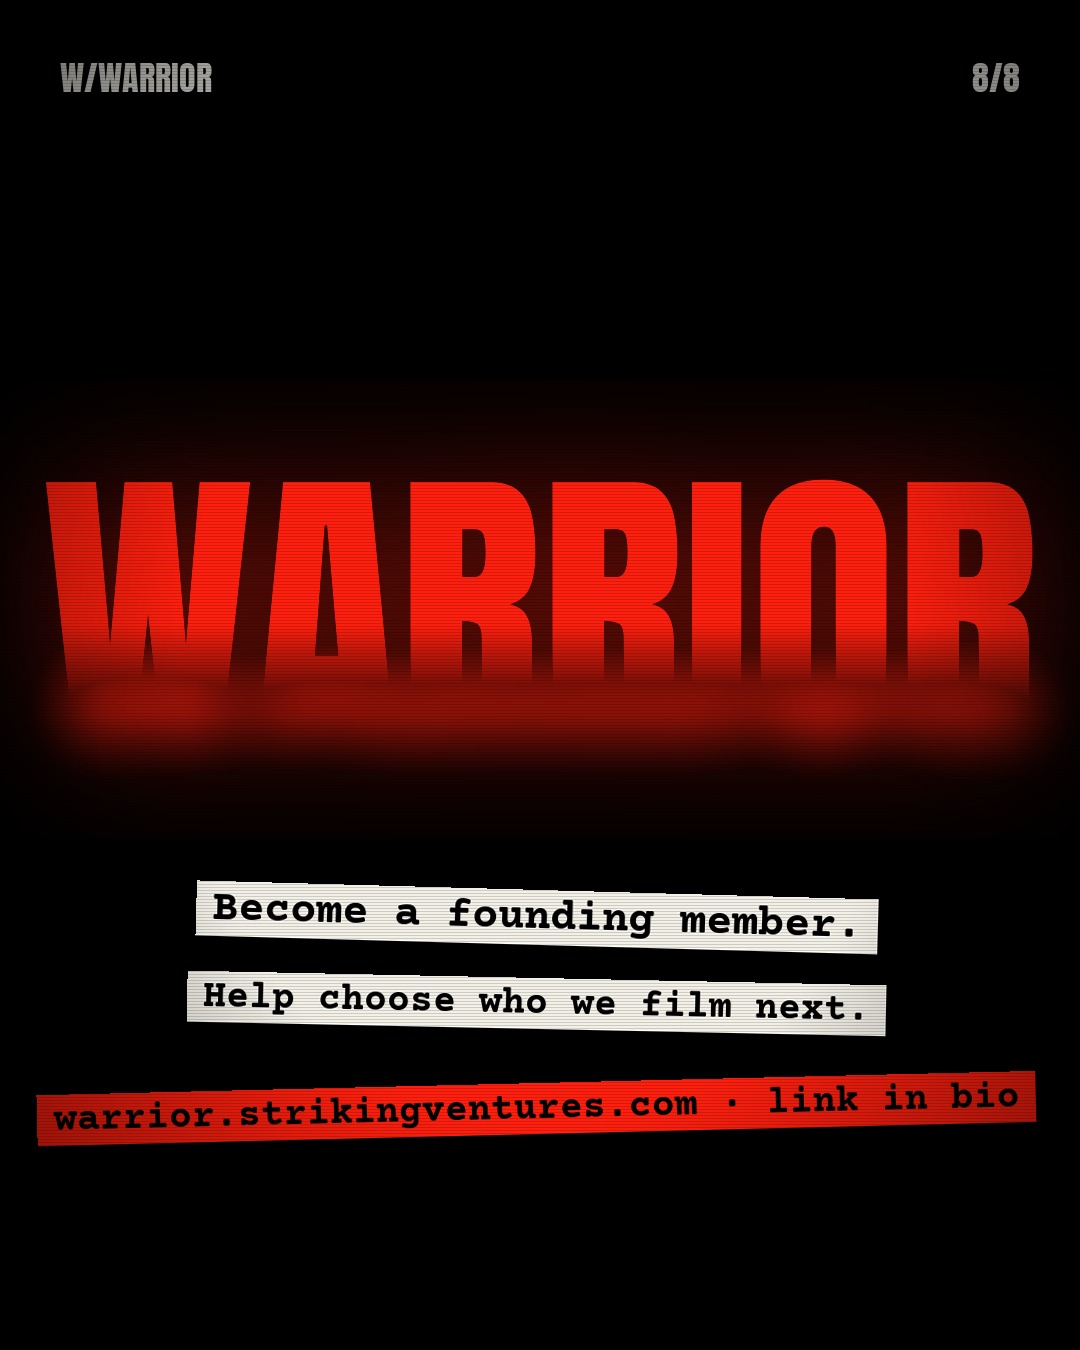 W/WARRIOR
8/8
WARRIOR
Become a founding member.
Help choose who we film next.
warrior.strikingventures.com · link in bio